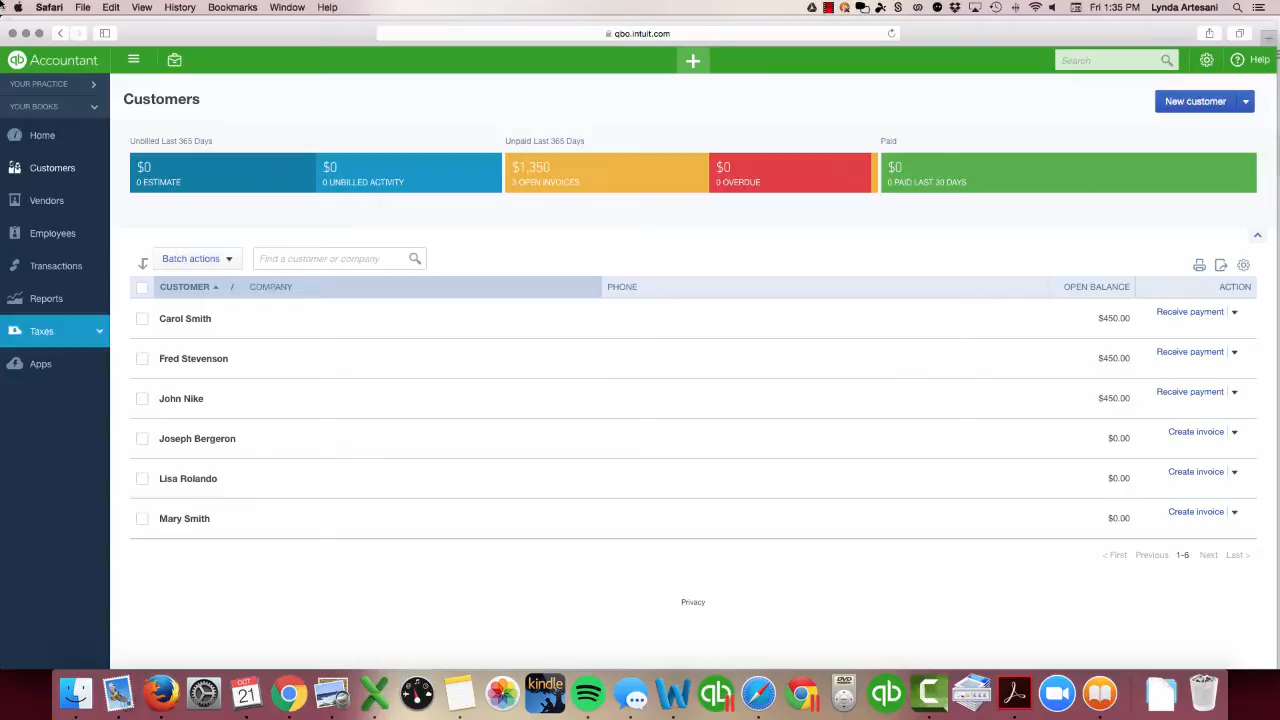 Safari File Edit View History Bookmarks Window Help
Fri 1:35 PM Lynda Artesani
qbo.intuit.com
qb Accountant
Search
Help
YOUR PRACTICE
YOUR BOOKS
Home
Customers
Vendors
Employees
Transactions
Reports
Taxes
Apps
Customers
New customer
Unbilled Last 365 Days
Unpaid Last 365 Days
Paid
$0
0 ESTIMATE
$0
0 UNBILLED ACTIVITY
$1,350
3 OPEN INVOICES
$0
0 OVERDUE
$0
0 PAID LAST 30 DAYS
Batch actions
Find a customer or company
CUSTOMER / COMPANY PHONE OPEN BALANCE ACTION
Carol Smith $450.00 Receive payment
Fred Stevenson $450.00 Receive payment
John Nike $450.00 Receive payment
Joseph Bergeron $0.00 Create invoice
Lisa Rolando $0.00 Create invoice
Mary Smith $0.00 Create invoice
< First Previous 1-6 Next Last >
Privacy
OCT
21
kindle
qb
DVD
qb